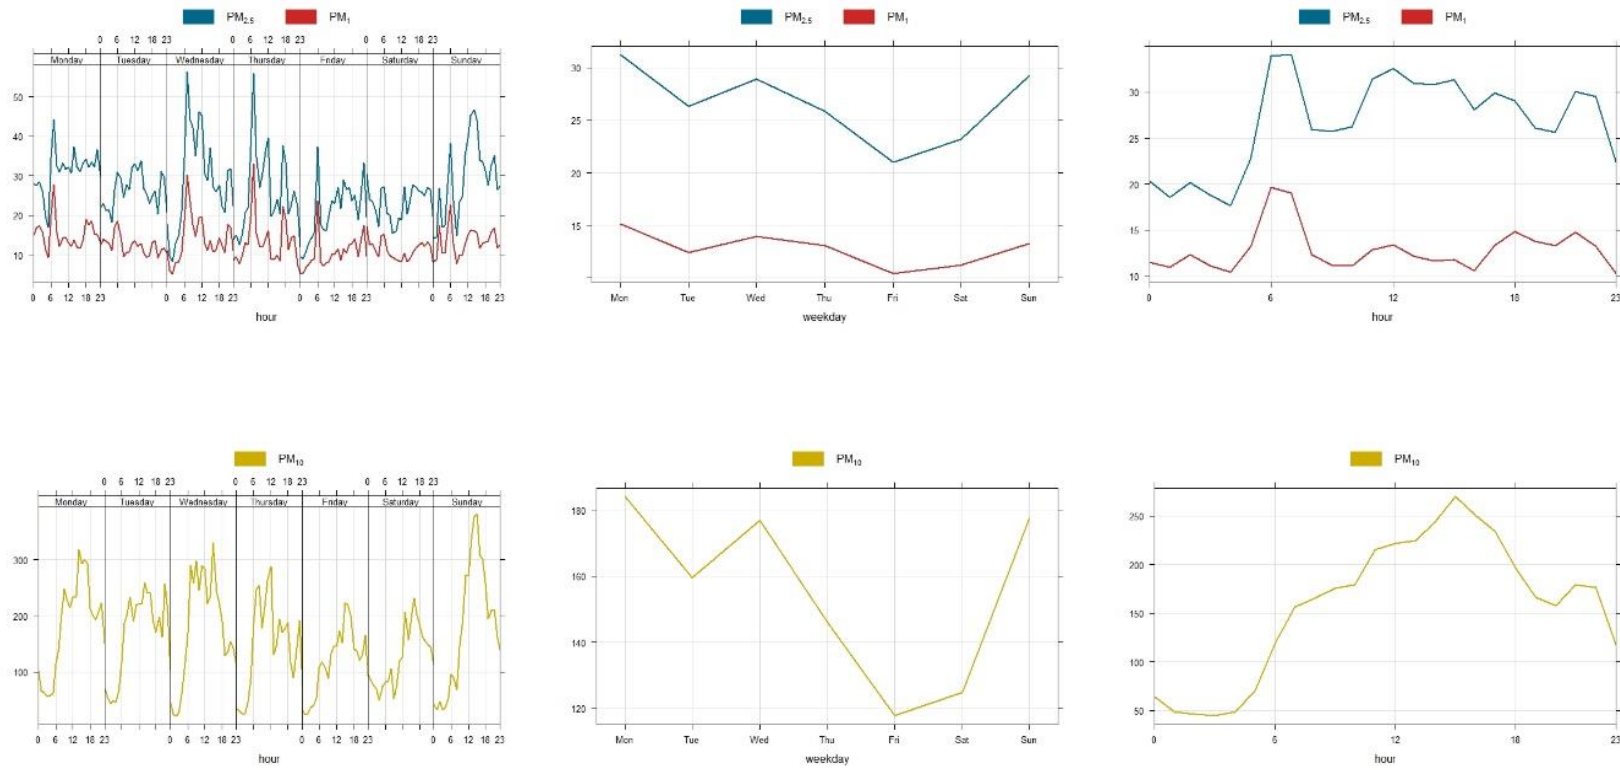 PM2.5 PM1
0 6 12 18 23 0 6 12 18 23 0 6 12 18 23
Monday Tuesday Wednesday Thursday Friday Saturday Sunday
50
40
30
20
10
0 6 12 18 23 0 6 12 18 23 0 6 12 18 23 0 6 12 18 23
hour
PM2.5 PM1
30
25
20
15
Mon Tue Wed Thu Fri Sat Sun
weekday
PM2.5 PM1
30
25
20
15
10
0 6 12 18 23
hour
PM10
0 6 12 18 23 0 6 12 18 23 0 6 12 18 23
Monday Tuesday Wednesday Thursday Friday Saturday Sunday
300
200
100
0 6 12 18 23 0 6 12 18 23 0 6 12 18 23 0 6 12 18 23
hour
PM10
180
160
140
120
Mon Tue Wed Thu Fri Sat Sun
weekday
PM10
250
200
150
100
50
0 6 12 18 23
hour